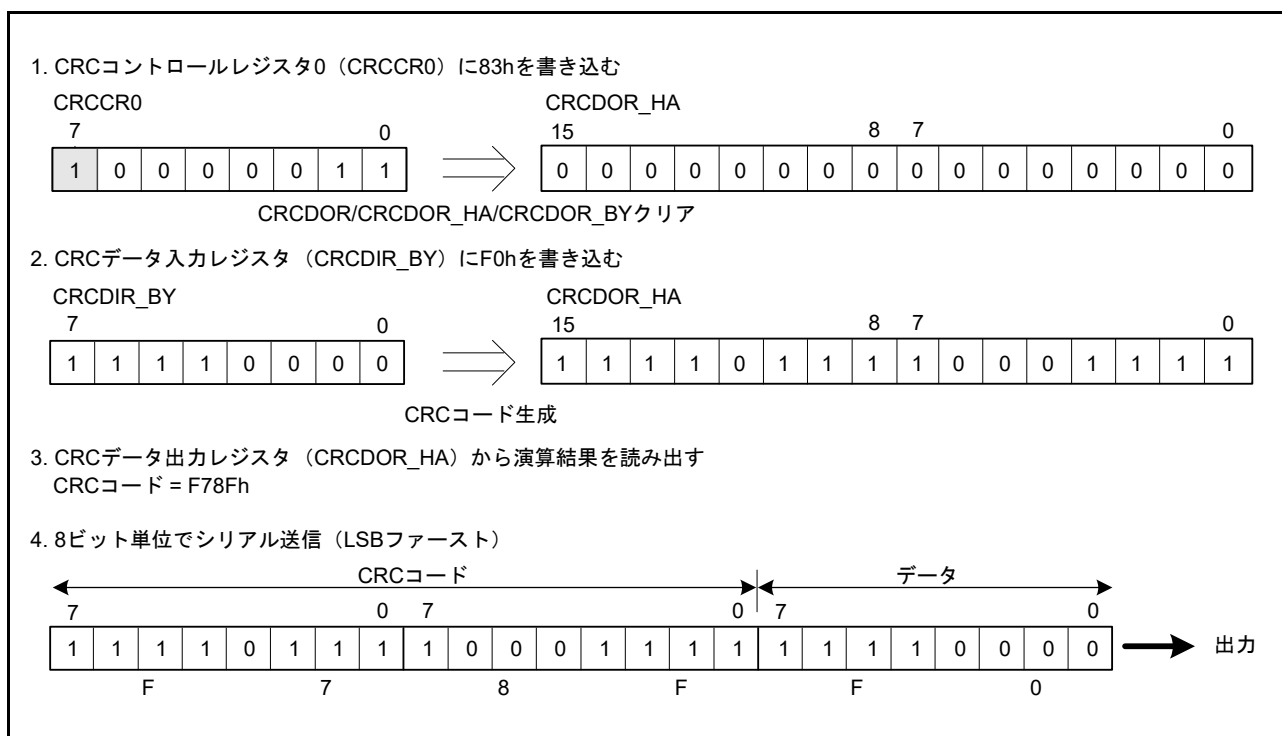 1. CRCコントロールレジスタ0（CRCCR0）に83hを書き込む
CRCCR0 CRCDOR_HA
7 0 15 8 7 0
1 0 0 0 0 0 1 1 0 0 0 0 0 0 0 0 0 0 0 0 0 0 0 0
CRCDOR/CRCDOR_HA/CRCDOR_BYクリア
2. CRCデータ入力レジスタ（CRCDIR_BY）にF0hを書き込む
CRCDIR_BY CRCDOR_HA
7 0 15 8 7 0
1 1 1 1 0 0 0 0 1 1 1 1 0 1 1 1 1 0 0 0 1 1 1 1
CRCコード生成
3. CRCデータ出力レジスタ（CRCDOR_HA）から演算結果を読み出す
CRCコード = F78Fh
4. 8ビット単位でシリアル送信（LSBファースト）
CRCコード データ
7 0 7 0 7 0
1 1 1 1 0 1 1 1 1 0 0 0 1 1 1 1 1 1 1 1 0 0 0 0 出力
F 7 8 F F 0